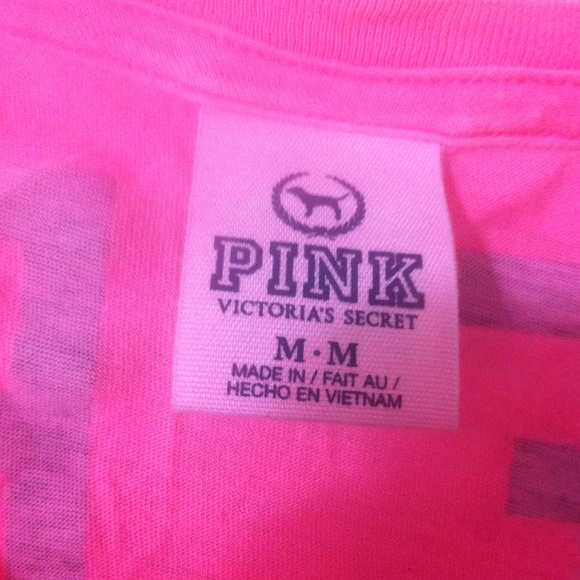 PINK
VICTORIA'S SECRET
M · M
MADE IN / FAIT AU /
HECHO EN VIETNAM